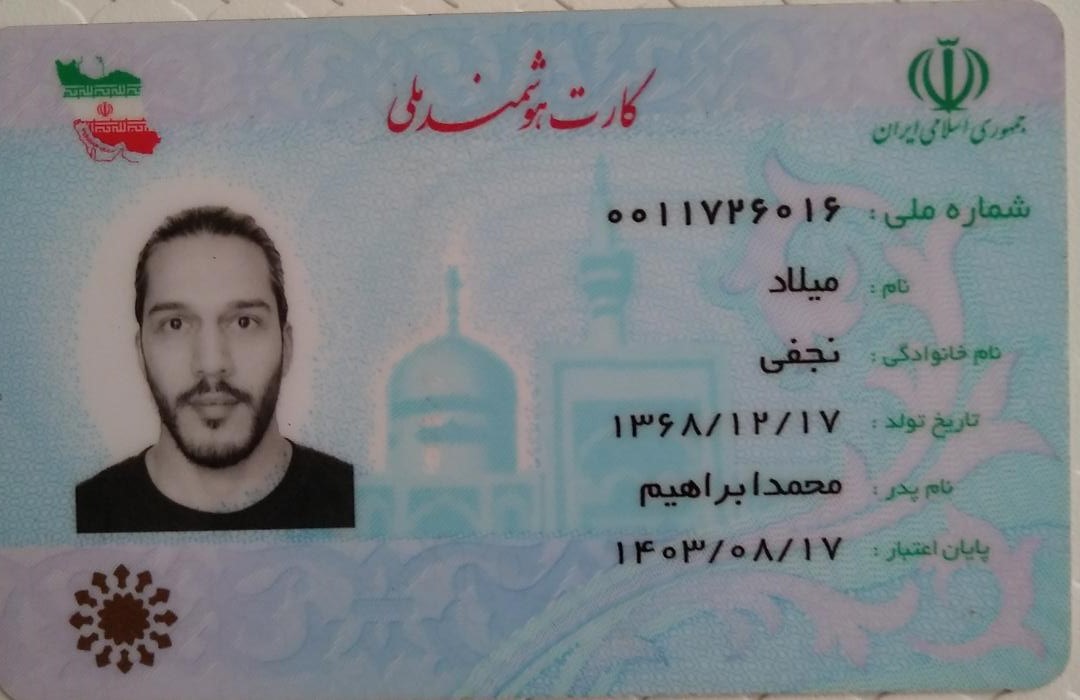 کارت هوشمند ملی
جمهوری اسلامی ایران
شماره ملی : ۰۰۱۱۷۲۶۰۱۶
نام : میلاد
نام خانوادگی : نجفی
تاریخ تولد : ۱۳۶۸/۱۲/۱۷
نام پدر : محمدابراهیم
پایان اعتبار : ۱۴۰۳/۰۸/۱۷